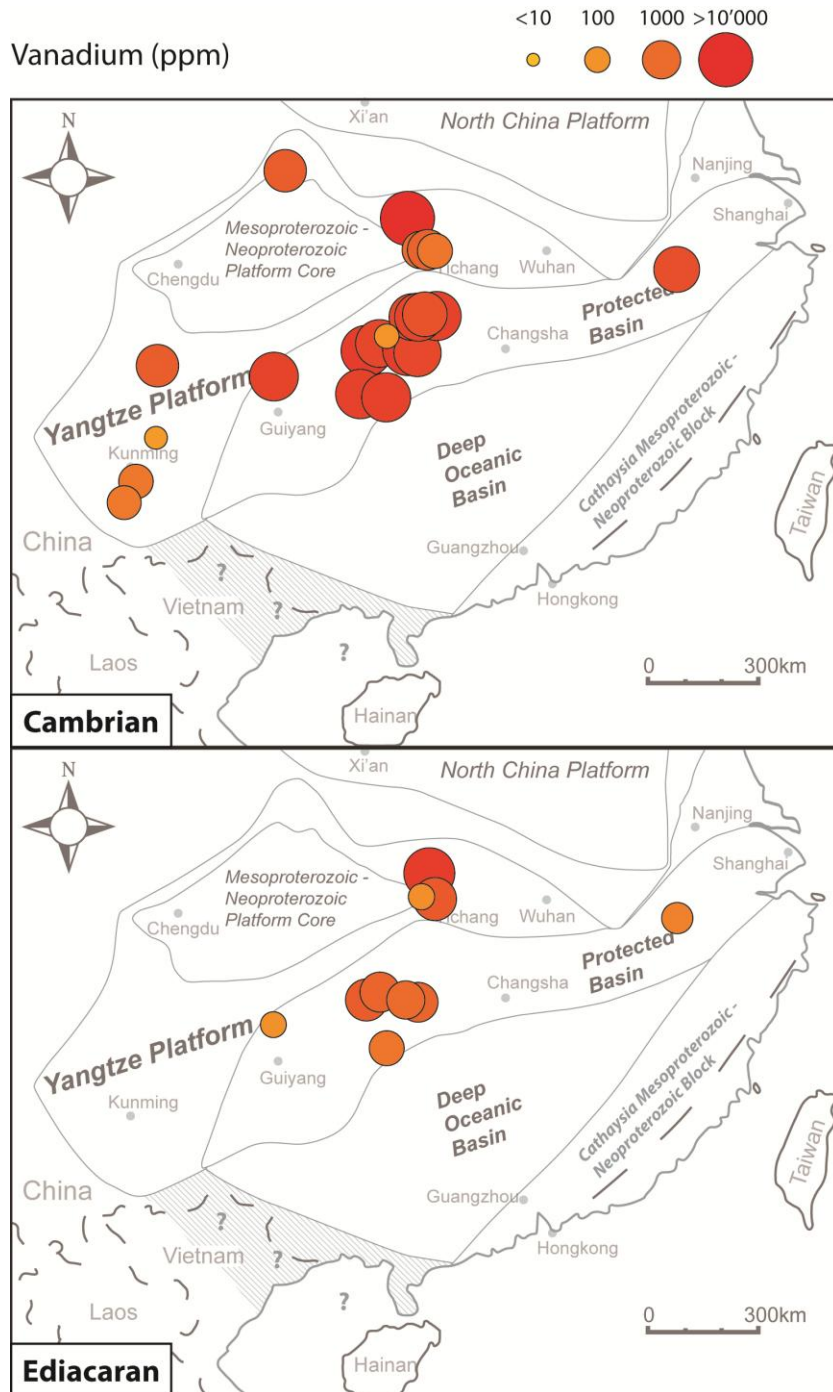 <10 100 1000 >10'000
Vanadium (ppm)
Xi'an
North China Platform
N
Nanjing
Shanghai
Mesoproterozoic -
Neoproterozoic
Platform Core
Chengdu
Wuhan
Protected
Basin
Changsha
Yangtze Platform
Guiyang
Kunming
Deep
Oceanic
Basin
Cathaysia Mesoproterozoic -
Neoproterozoic Block
Taiwan
China
Guangzhou
?
Vietnam
?
Hongkong
Laos
?
0 300km
Hainan
Cambrian
Xi'an
North China Platform
N
Nanjing
Shanghai
Mesoproterozoic -
Neoproterozoic
Platform Core
Chengdu
Wuhan
Protected
Basin
Changsha
Yangtze Platform
Guiyang
Kunming
Deep
Oceanic
Basin
Cathaysia Mesoproterozoic -
Neoproterozoic Block
Taiwan
China
Guangzhou
?
Vietnam
?
Hongkong
Laos
?
0 300km
Hainan
Ediacaran